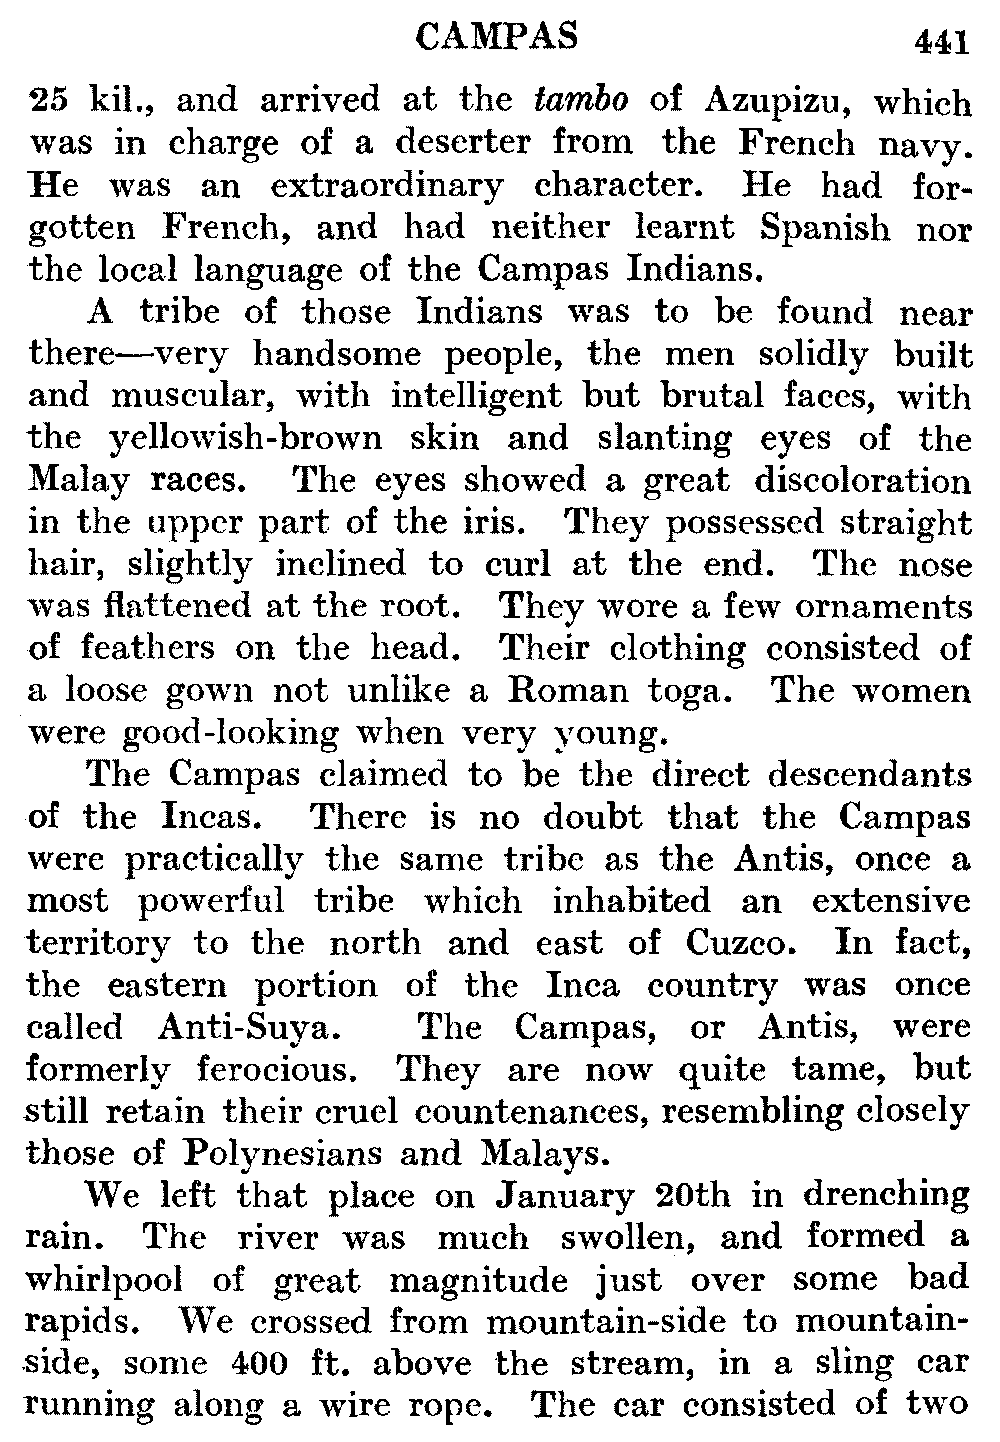 CAMPAS 441
25 kil., and arrived at the tambo of Azupizu, which
was in charge of a deserter from the French navy.
He was an extraordinary character. He had for-
gotten French, and had neither learnt Spanish nor
the local language of the Campas Indians.
A tribe of those Indians was to be found near
there—very handsome people, the men solidly built
and muscular, with intelligent but brutal faces, with
the yellowish-brown skin and slanting eyes of the
Malay races. The eyes showed a great discoloration
in the upper part of the iris. They possessed straight
hair, slightly inclined to curl at the end. The nose
was flattened at the root. They wore a few ornaments
of feathers on the head. Their clothing consisted of
a loose gown not unlike a Roman toga. The women
were good-looking when very young.
The Campas claimed to be the direct descendants
of the Incas. There is no doubt that the Campas
were practically the same tribe as the Antis, once a
most powerful tribe which inhabited an extensive
territory to the north and east of Cuzco. In fact,
the eastern portion of the Inca country was once
called Anti-Suya. The Campas, or Antis, were
formerly ferocious. They are now quite tame, but
still retain their cruel countenances, resembling closely
those of Polynesians and Malays.
We left that place on January 20th in drenching
rain. The river was much swollen, and formed a
whirlpool of great magnitude just over some bad
rapids. We crossed from mountain-side to mountain-
side, some 400 ft. above the stream, in a sling car
running along a wire rope. The car consisted of two